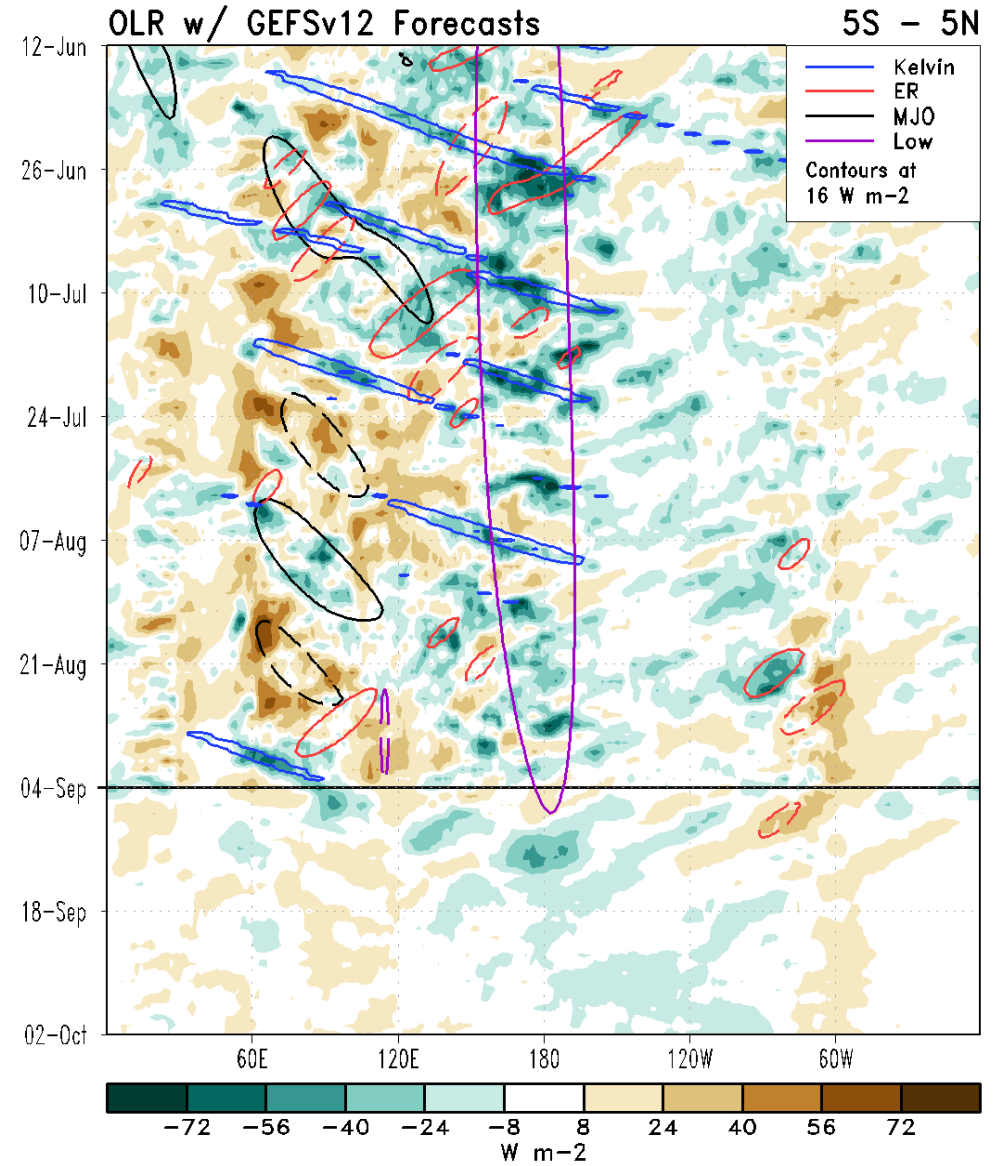 OLR w/ GEFSv12 Forecasts 5S - 5N
12-Jun
26-Jun
10-Jul
24-Jul
07-Aug
21-Aug
04-Sep
18-Sep
02-Oct
Kelvin
ER
MJO
Low
Contours at
16 W m-2
60E 120E 180 120W 60W
-72 -56 -40 -24 -8 8 24 40 56 72
W m-2